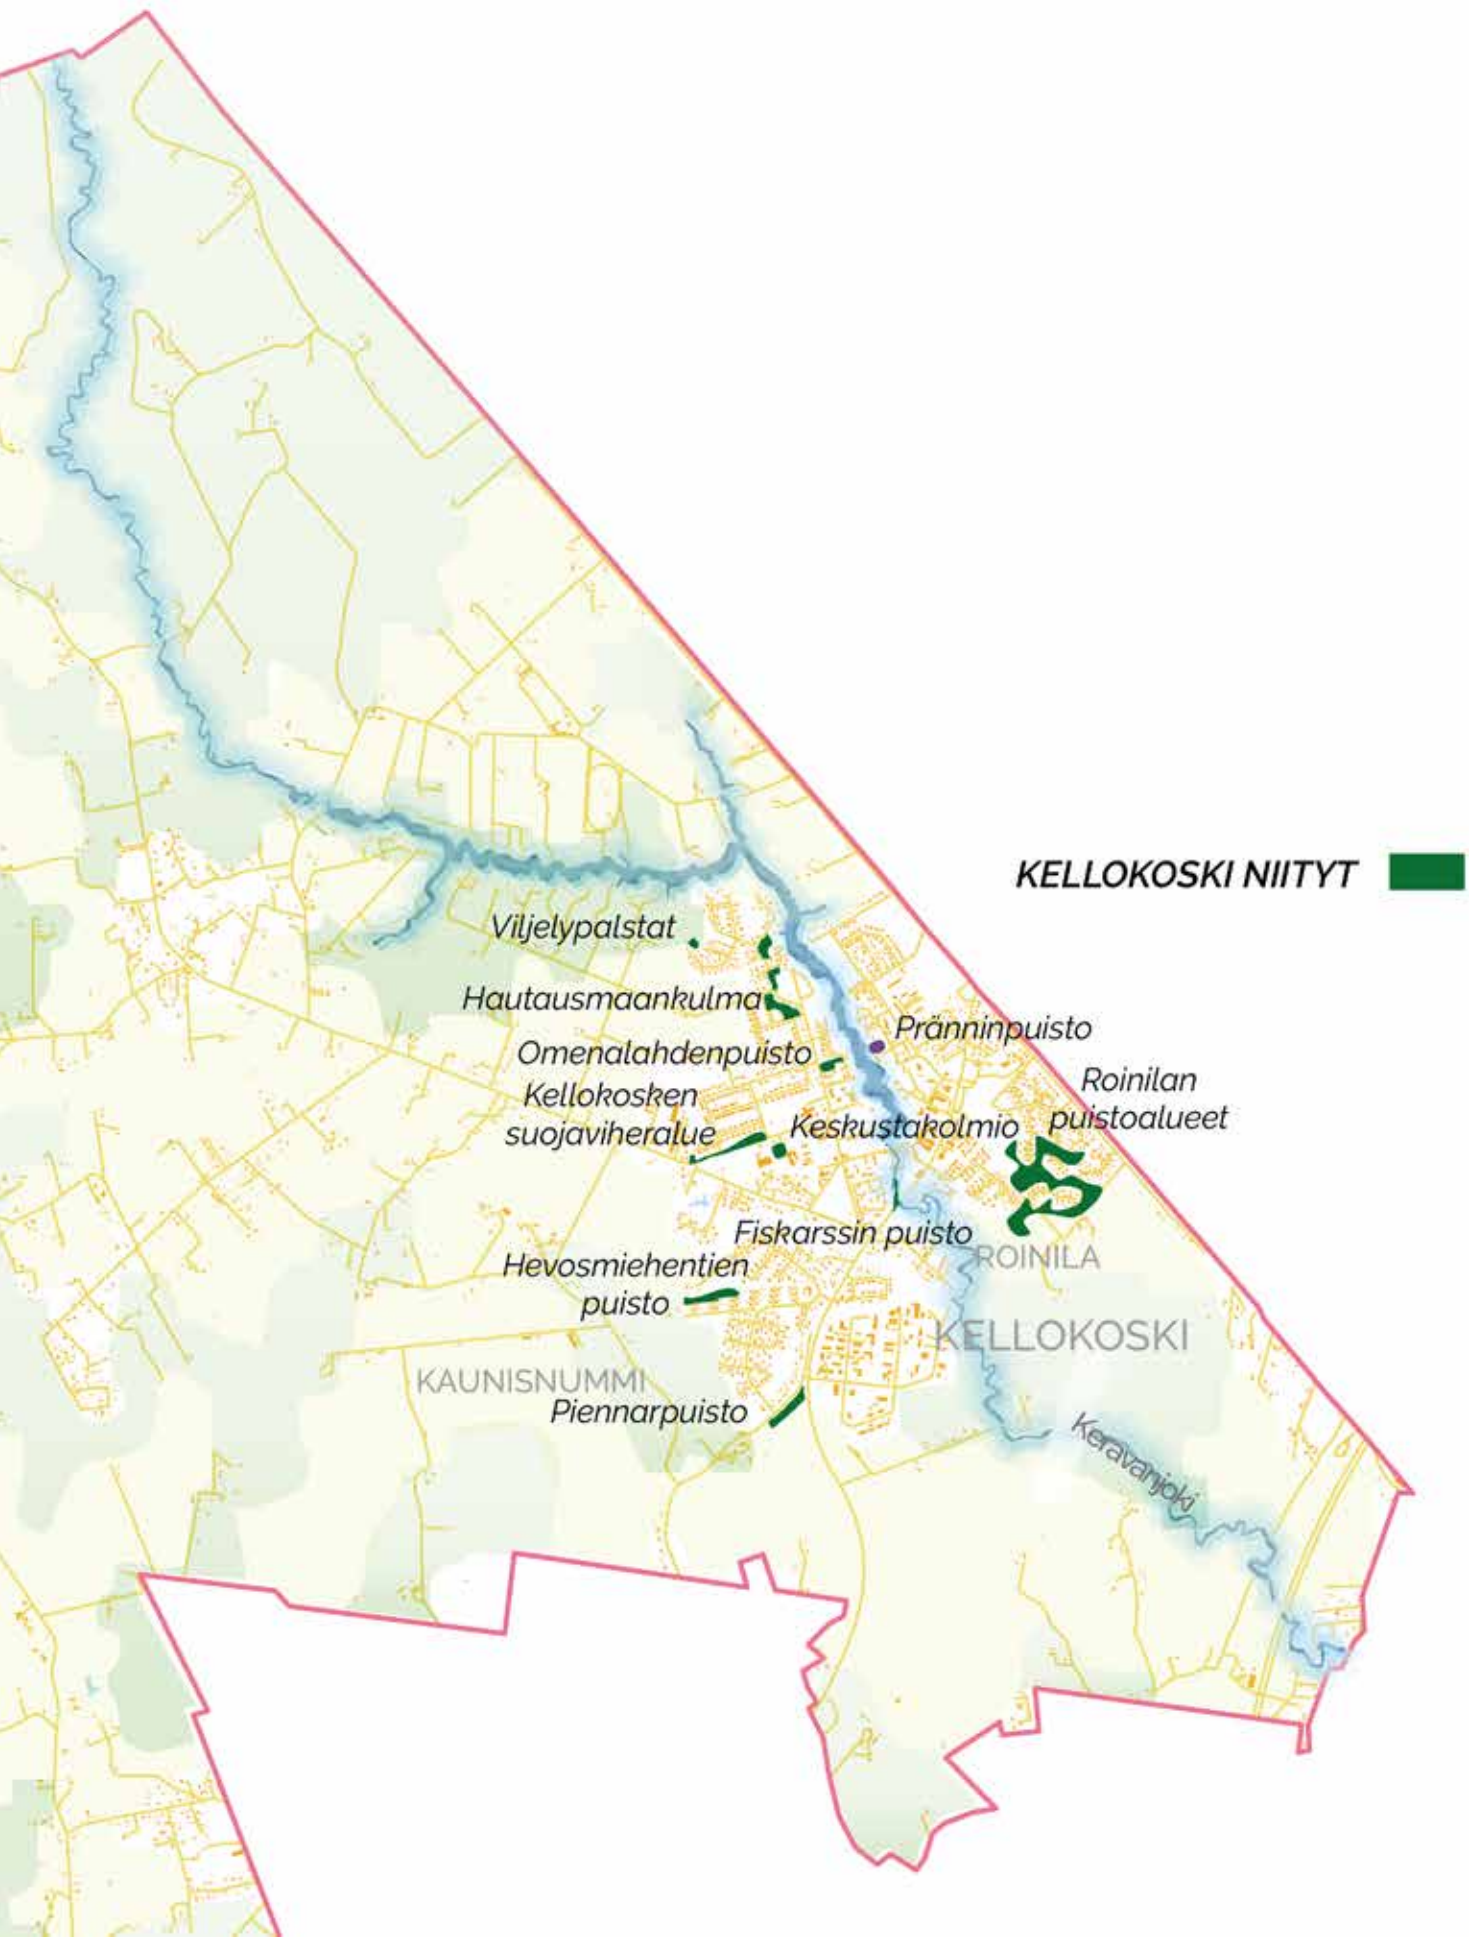 KELLOKOSKI NIITYT
Viljelypalstat
Hautausmaankulma
Pränninpuisto
Omenalahdenpuisto
Roinilan
puistoalueet
Kellokosken
suojaviheralue
Keskustakolmio
Fiskarssin puisto
ROINILA
Hevosmiehentien
puisto
KELLOKOSKI
KAUNISNUMMI
Piennarpuisto
Keravanjoki